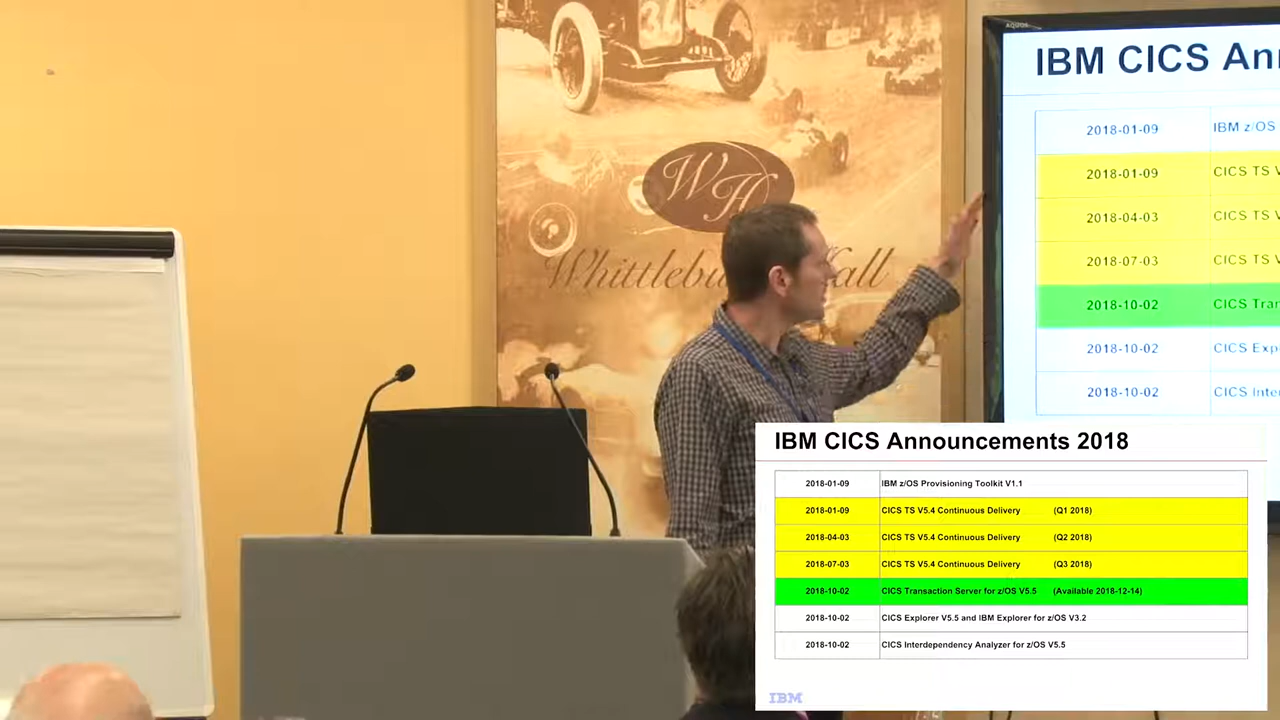 34
WH
Whittlebu all
AQUOS
IBM CICS An
2018-01-09 IBM z/OS
2018-01-09 CICS TS V
2018-04-03 CICS TS V
2018-07-03 CICS TS V
2018-10-02 CICS Tra
2018-10-02 CICS Exp
2018-10-02 CICS Inte
IBM CICS Announcements 2018
2018-01-09 IBM z/OS Provisioning Toolkit V1.1
2018-01-09 CICS TS V5.4 Continuous Delivery (Q1 2018)
2018-04-03 CICS TS V5.4 Continuous Delivery (Q2 2018)
2018-07-03 CICS TS V5.4 Continuous Delivery (Q3 2018)
2018-10-02 CICS Transaction Server for z/OS V5.5 (Available 2018-12-14)
2018-10-02 CICS Explorer V5.5 and IBM Explorer for z/OS V3.2
2018-10-02 CICS Interdependency Analyzer for z/OS V5.5
IBM